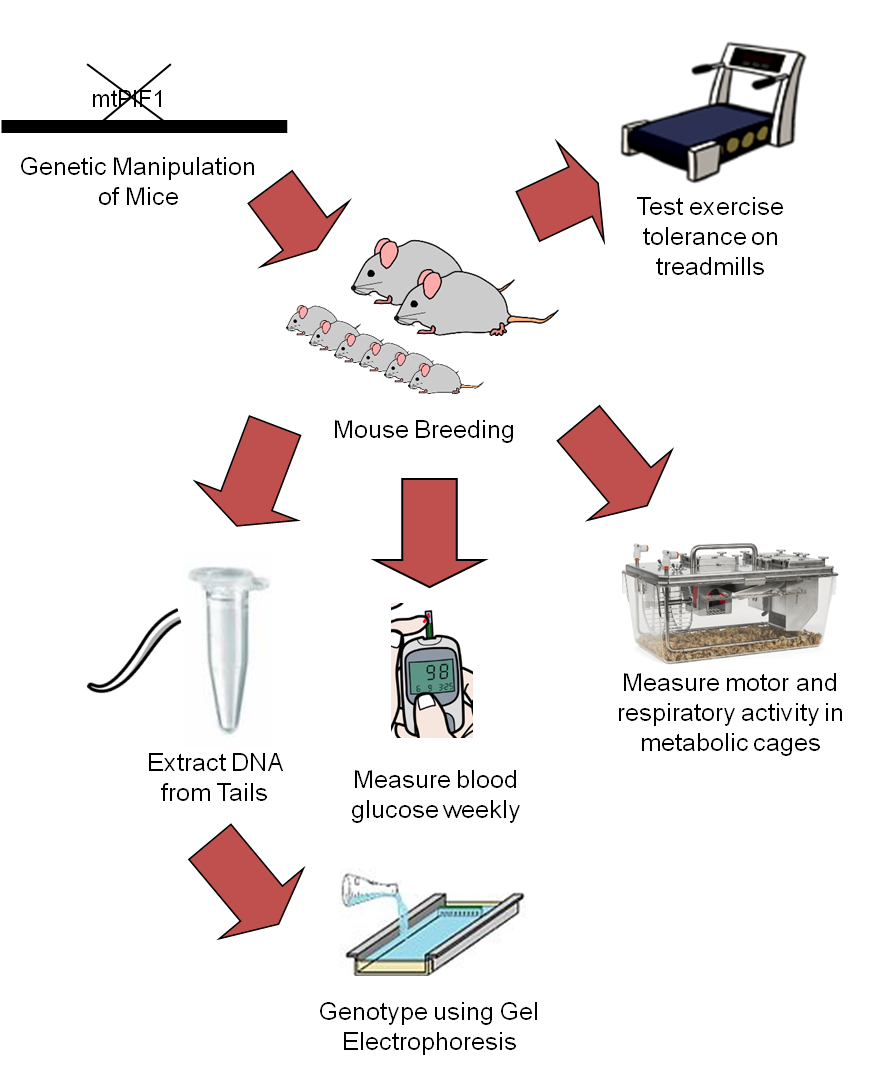 mtPIF1
Genetic Manipulation
of Mice
Test exercise
tolerance on
treadmills
Mouse Breeding
Extract DNA
from Tails
98
Measure blood
glucose weekly
Measure motor and
respiratory activity in
metabolic cages
Genotype using Gel
Electrophoresis